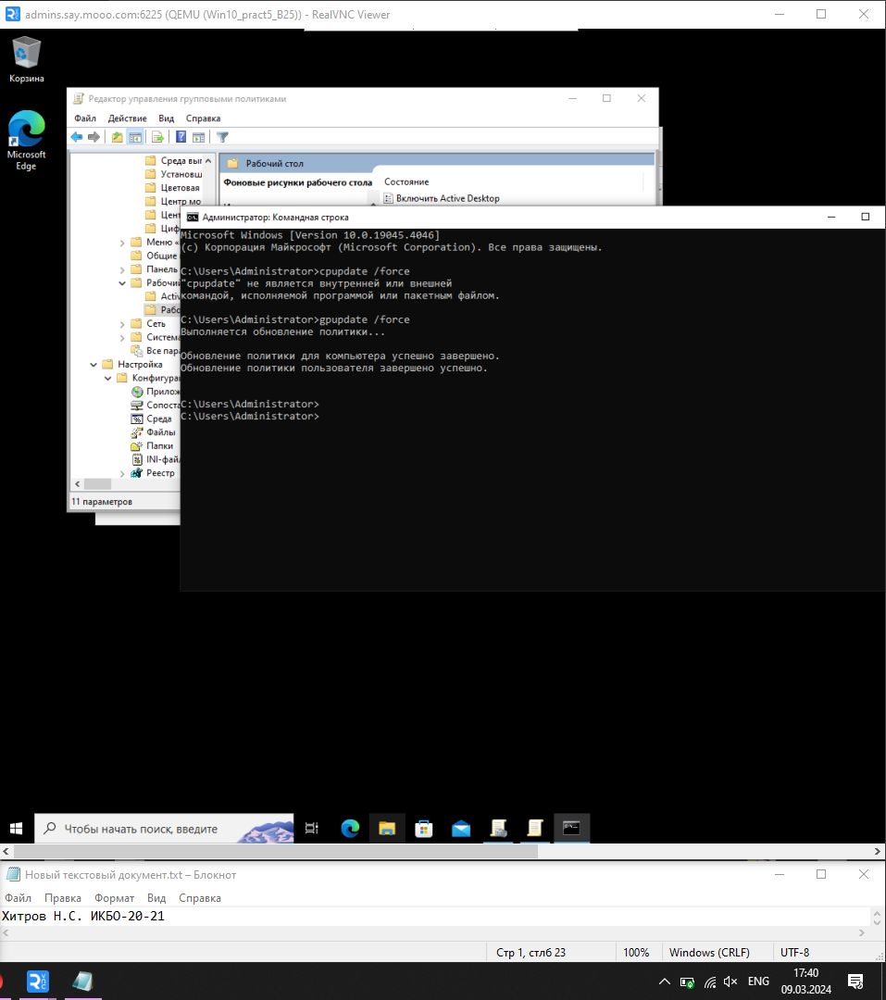 admins.say.mooo.com:6225 (QEMU (Win10_pract5_B25)) - RealVNC Viewer
Корзина
Microsoft
Edge
Редактор управления групповыми политиками
Файл Действие Вид Справка
Среда вып
Установщ
Цветовая
Центр мо
Цент
Циф
Меню «
Общие
Панель
Рабочий
Activ
Рабо
Сеть
Система
Все пара
Настройка
Конфигурац
Прилож
Сопоста
Среда
Файлы
Папки
INI-фай
Реестр
11 параметров
Рабочий стол
Фоновые рисунки рабочего стола
Состояние
Включить Active Desktop
Администратор: Командная строка
Microsoft Windows [Version 10.0.19045.4046]
(c) Корпорация Майкрософт (Microsoft Corporation). Все права защищены.
C:\Users\Administrator>cpupdate /force
"cpupdate" не является внутренней или внешней
командой, исполняемой программой или пакетным файлом.
C:\Users\Administrator>gpupdate /force
Выполняется обновление политики...
Обновление политики для компьютера успешно завершено.
Обновление политики пользователя завершено успешно.
C:\Users\Administrator>
C:\Users\Administrator>
Чтобы начать поиск, введите
Новый текстовый документ.txt – Блокнот
Файл Правка Формат Вид Справка
Хитров Н.С. ИКБО-20-21
Стр 1, стлб 23 100% Windows (CRLF) UTF-8
ENG
17:40
09.03.2024